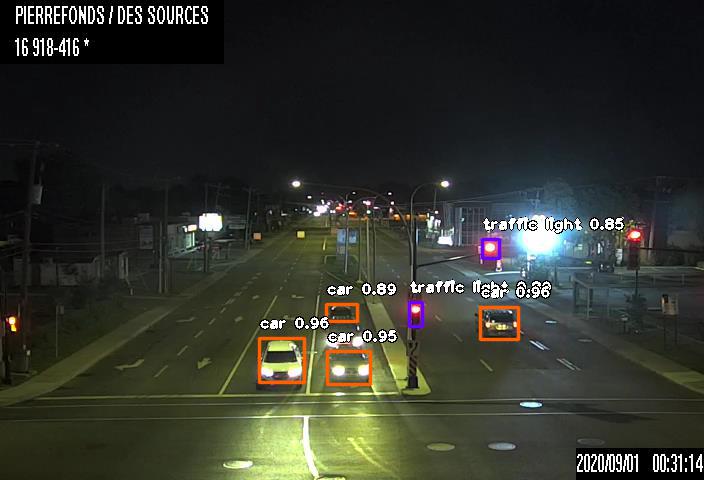 PIERREFONDS / DES SOURCES
16 918-416 *
traffic light 0.85
car 0.89
traffic light
car 0.96
car 0.96
car 0.95
2020/09/01 00:31:14